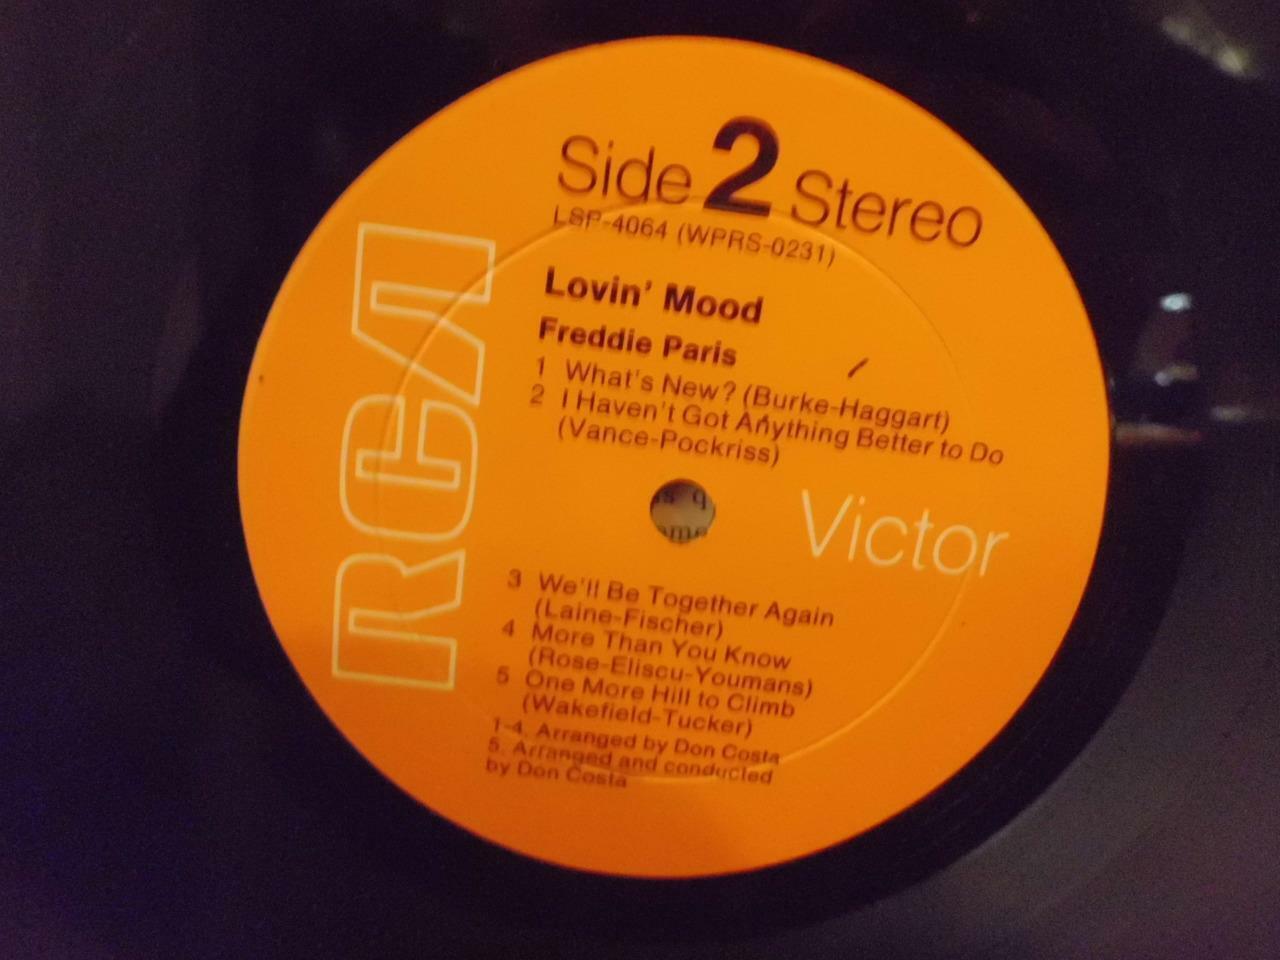 Side 2 Stereo
LSP-4064 (WPRS-0231)
Lovin' Mood
Freddie Paris
1 What's New? (Burke-Haggart)
2 I Haven't Got Anything Better to Do
(Vance-Pockriss)
RCA
Victor
3 We'll Be Together Again
(Laine-Fischer)
4 More Than You Know
(Rose-Eliscu-Youmans)
5 One More Hill to Climb
(Wakefield-Tucker)
1-4. Arranged by Don Costa
5. Arranged and conducted
by Don Costa